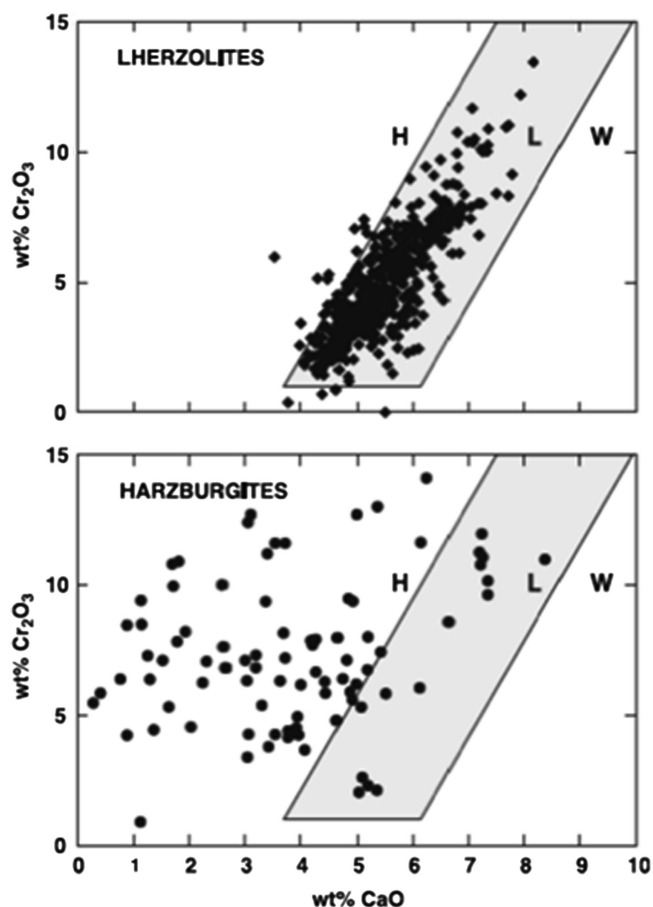 15
LHERZOLITES
H
L
W
10
wt% Cr₂O₃
5
0
15
HARZBURGITES
H
L
W
10
wt% Cr₂O₃
5
0
0 1 2 3 4 5 6 7 8 9 10
wt% CaO